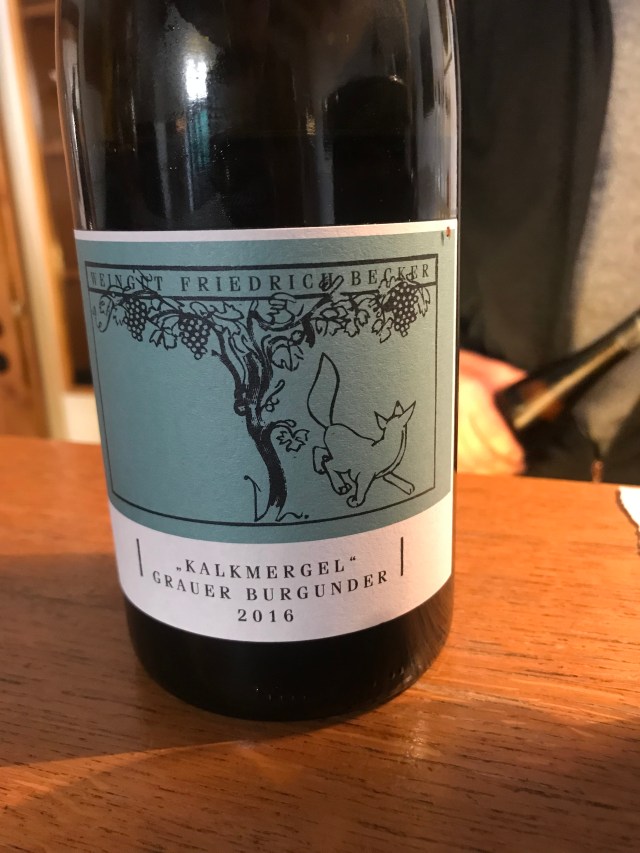 WEINGUT FRIEDRICH BECKER
„KALKMERGEL“
GRAUER BURGUNDER
2016